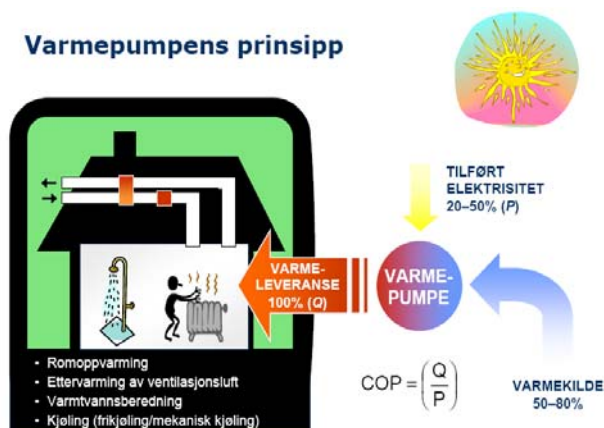 Varmepumpens prinsipp
TILFØRT
ELEKTRISITET
20–50% (P)
VARME-
LEVERANSE
100% (Q)
VARME-
PUMPE
COP = (Q/P)
VARMEKILDE
50–80%
• Romoppvarming
• Ettervarming av ventilasjonsluft
• Varmtvannsberedning
• Kjøling (frikjøling/mekanisk kjøling)